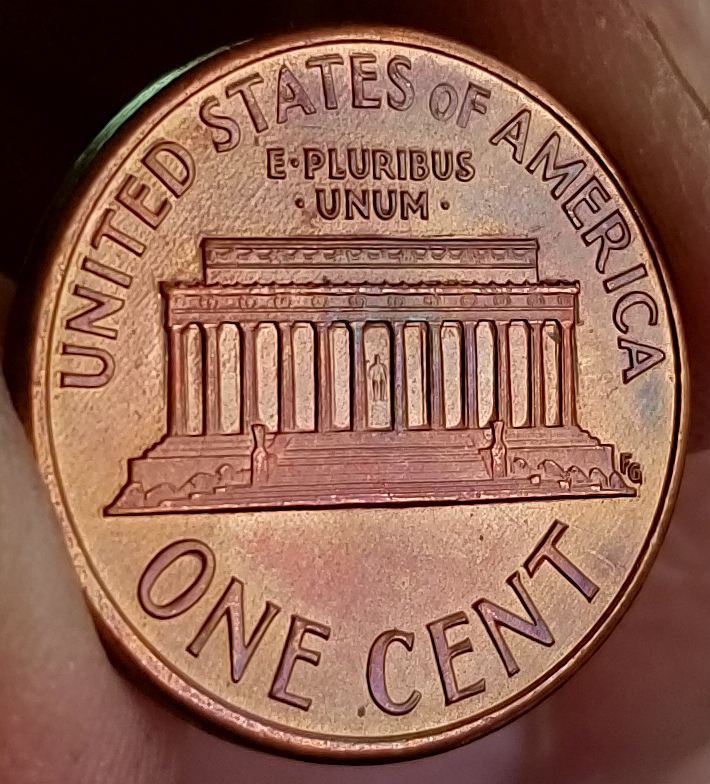 UNITED STATES OF AMERICA
E·PLURIBUS
·UNUM·
FG
ONE CENT